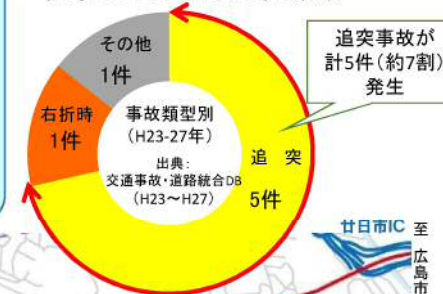 その他
1件
右折時
1件
事故類型別
(H23-27年)
出典:
交通事故・道路統合DB
(H23～H27)
追 突
5件
追突事故が
計5件(約7割)
発生
廿日市IC
至
広島市